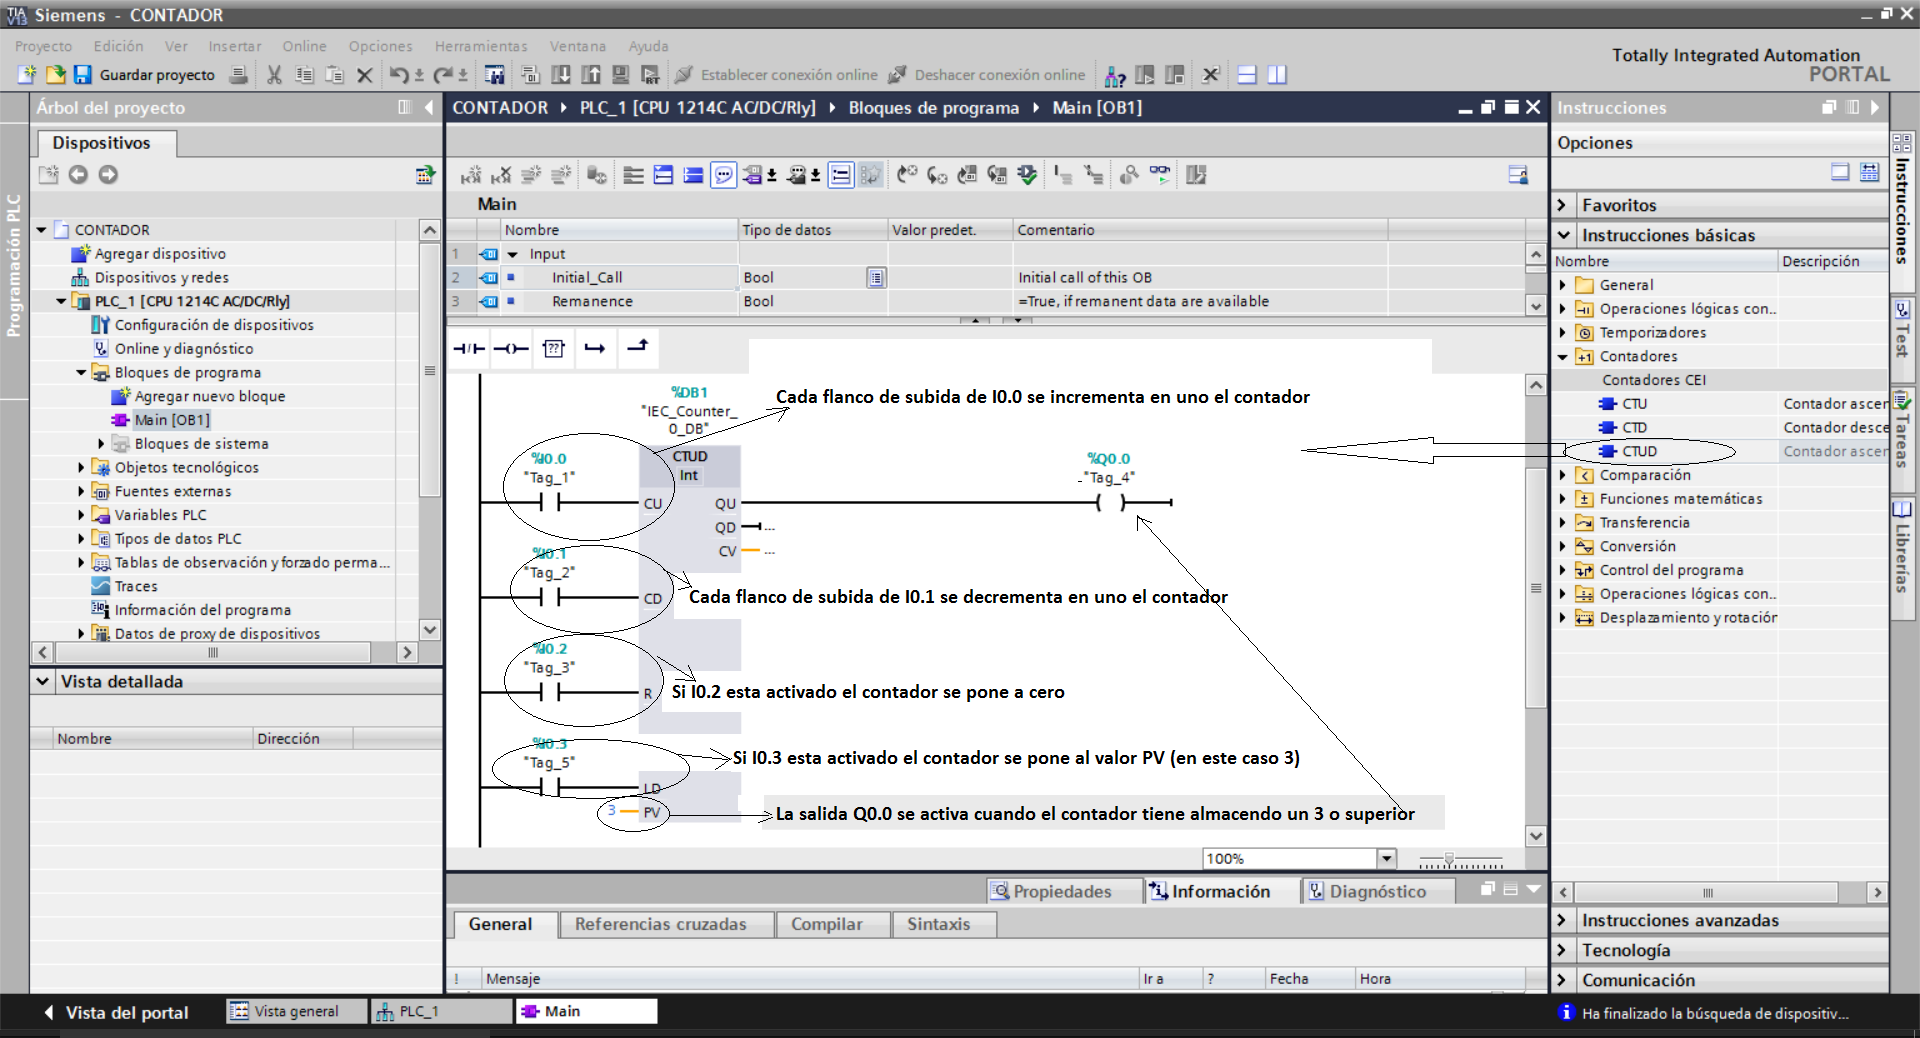 Siemens - CONTADOR
Proyecto Edición Ver Insertar Online Opciones Herramientas Ventana Ayuda
Guardar proyecto Establecer conexión online Deshacer conexión online
Totally Integrated Automation
PORTAL
Programación PLC
Árbol del proyecto
Dispositivos
CONTADOR
Agregar dispositivo
Dispositivos y redes
PLC_1 [CPU 1214C AC/DC/Rly]
Configuración de dispositivos
Online y diagnóstico
Bloques de programa
Agregar nuevo bloque
Main [OB1]
Bloques de sistema
Objetos tecnológicos
Fuentes externas
Variables PLC
Tipos de datos PLC
Tablas de observación y forzado perma...
Traces
Información del programa
Datos de proxy de dispositivos
Vista detallada
Nombre Dirección
CONTADOR PLC_1 [CPU 1214C AC/DC/Rly] Bloques de programa Main [OB1]
Main
Nombre Tipo de datos Valor predet. Comentario
1 Input
2 Initial_Call Bool Initial call of this OB
3 Remanence Bool =True, if remanent data are available
??
%DB1
"IEC_Counter_
0_DB"
Cada flanco de subida de I0.0 se incrementa en uno el contador
CTUD
Int
%I0.0
"Tag_1"
%Q0.0
"Tag_4"
CU QU
QD ...
CV ...
%I0.1
"Tag_2"
CD
Cada flanco de subida de I0.1 se decrementa en uno el contador
%I0.2
"Tag_3"
R
Si I0.2 esta activado el contador se pone a cero
%I0.3
"Tag_5"
Si I0.3 esta activado el contador se pone al valor PV (en este caso 3)
LD
3 PV
La salida Q0.0 se activa cuando el contador tiene almacendo un 3 o superior
100%
Propiedades Información Diagnóstico
General Referencias cruzadas Compilar Sintaxis
! Mensaje Ir a ? Fecha Hora
Instrucciones
Opciones
Favoritos
Instrucciones básicas
Nombre Descripción
General
Operaciones lógicas con..
Temporizadores
Contadores
Contadores CEI
CTU Contador ascen
CTD Contador desce
CTUD Contador ascen
Comparación
Funciones matemáticas
Transferencia
Conversión
Control del programa
Operaciones lógicas con..
Desplazamiento y rotación
Instrucciones avanzadas
Tecnología
Comunicación
Instrucciones
Test
Tareas
Librerías
Vista del portal Vista general PLC_1 Main
Ha finalizado la búsqueda de dispositiv...